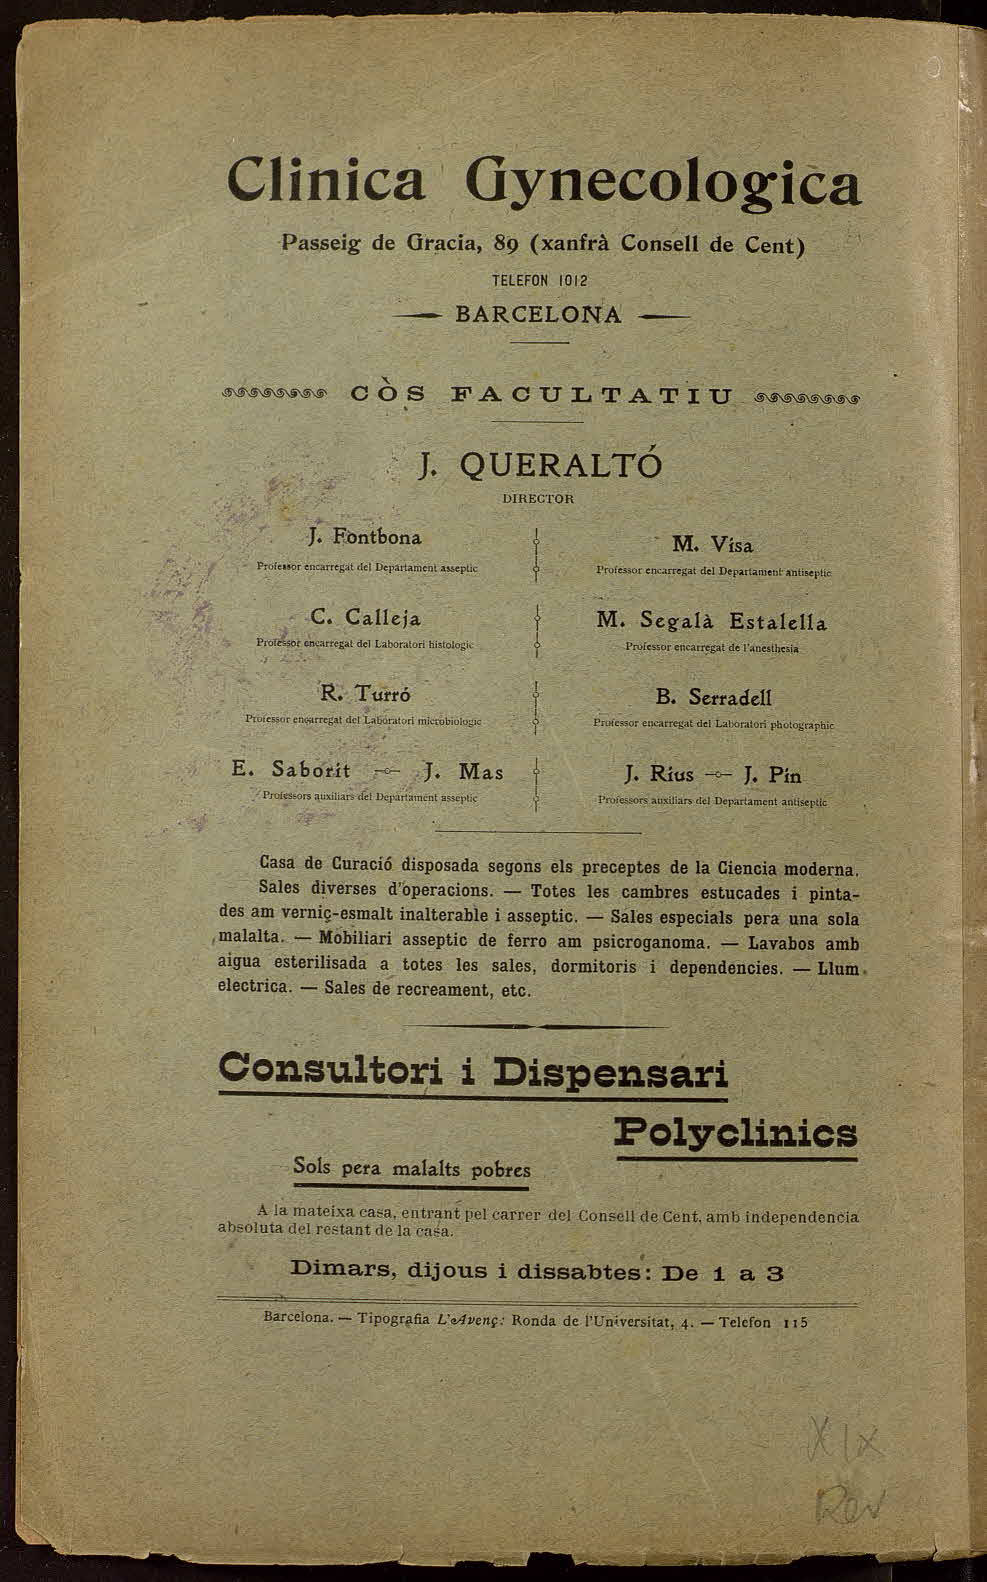 Clinica Gynecologica
Passeig de Gracia, 89 (xanfrà Consell de Cent)
TELEFON 1012
BARCELONA
CÒS FACULTATIU
J. QUERALTÓ
DIRECTOR
J. Fontbona
Professor encarregat del Departament asseptic
M. Visa
Professor encarregat del Departament antiseptic
C. Calleja
Professor encarregat del Laboratori histologic
M. Segalà Estalella
Professor encarregat de l'anesthesia
R. Turró
Professor encarregat del Laboratori microbiologic
B. Serradell
Professor encarregat del Laboratori photographic
E. Saborit — J. Mas
Professors auxiliars del Departament asseptic
J. Rius — J. Pin
Professors auxiliars del Departament antiseptic
Casa de Curació disposada segons els preceptes de la Ciencia moderna.
Sales diverses d'operacions. — Totes les cambres estucades i pinta-
des am verniç-esmalt inalterable i asseptic. — Sales especials pera una sola
malalta. — Mobiliari asseptic de ferro am psicroganoma. — Lavabos amb
aigua esterilisada a totes les sales, dormitoris i dependencies. — Llum
electrica. — Sales de recreament, etc.
Consultori i Dispensari
Polyclinics
Sols pera malalts pobres
A la mateixa casa, entrant pel carrer del Consell de Cent, amb independencia
absoluta del restant de la casa.
Dimars, dijous i dissabtes: De 1 a 3
Barcelona. — Tipografia L'Avenç: Ronda de l'Universitat, 4. — Telefon 115
XIX
Rev